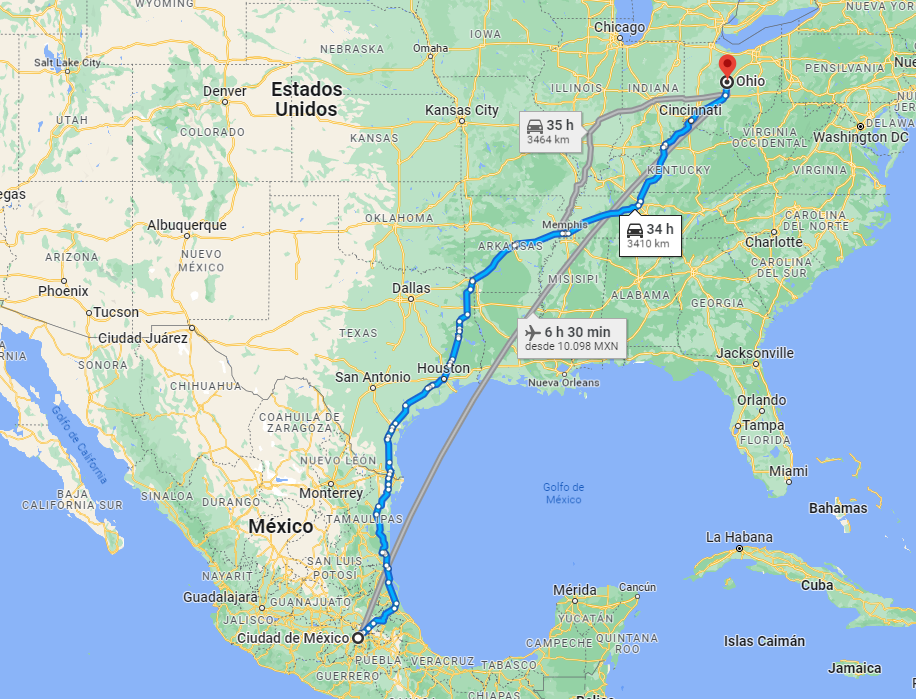 WYOMING
NUEVA YOR
Chicago
IOWA
NEBRASKA
Omaha
Salt Lake City
Ohio
PENSILVANIA
Denver
Estados
Unidos
ILLINOIS
INDIANA
UTAH
Kansas City
Cincinnati
COLORADO
35 h
3464 km
VIRGINIA
OCCIDENTAL
DELAWA
Washington DC
KANSAS
KENTUCKY
VIRGINIA
egas
Albuquerque
OKLAHOMA
Memphis
34 h
3410 km
CAROLINA
DEL NORTE
Charlotte
ARIZONA
NUEVO
MÉXICO
ARKANSAS
CAROLINA
DEL SUR
Phoenix
Dallas
MISISIPI
ALABAMA
GEORGIA
Tucson
Ciudad Juárez
TEXAS
6 h 30 min
desde 10.098 MXN
RNIA
SONORA
Houston
Jacksonville
CHIHUAHUA
San Antonio
Nueva Orleans
Orlando
COAHUILA DE
ZARAGOZA
Tampa
FLORIDA
Golfo de California
NUEVO LEÓN
Miami
BAJA
CALIFORNIA SUR
SINALOA
DURANGO
Monterrey
Golfo de
México
Bahamas
México
TAMAULIPAS
La Habana
SAN LUIS
POTOSÍ
NAYARIT
Cuba
Guadalajara
GUANAJUATO
Mérida
Cancún
JALISCO
YUCATÁN
Ciudad de México
CAMPECHE
QUINTANA
ROO
Islas Caimán
PUEBLA
VERACRUZ
TABASCO
Jamaica
GUERRERO
CHIAPAS